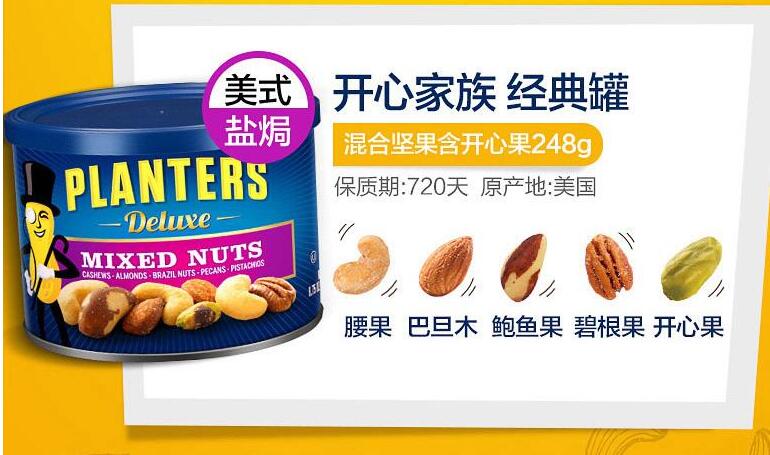 美式
盐焗
开心家族 经典罐
混合坚果含开心果248g
保质期:720天 原产地:美国
PLANTERS
Deluxe
MIXED NUTS
CASHEWS · ALMONDS · BRAZIL NUTS · PECANS · PISTACHIOS
腰果 巴旦木 鲍鱼果 碧根果 开心果